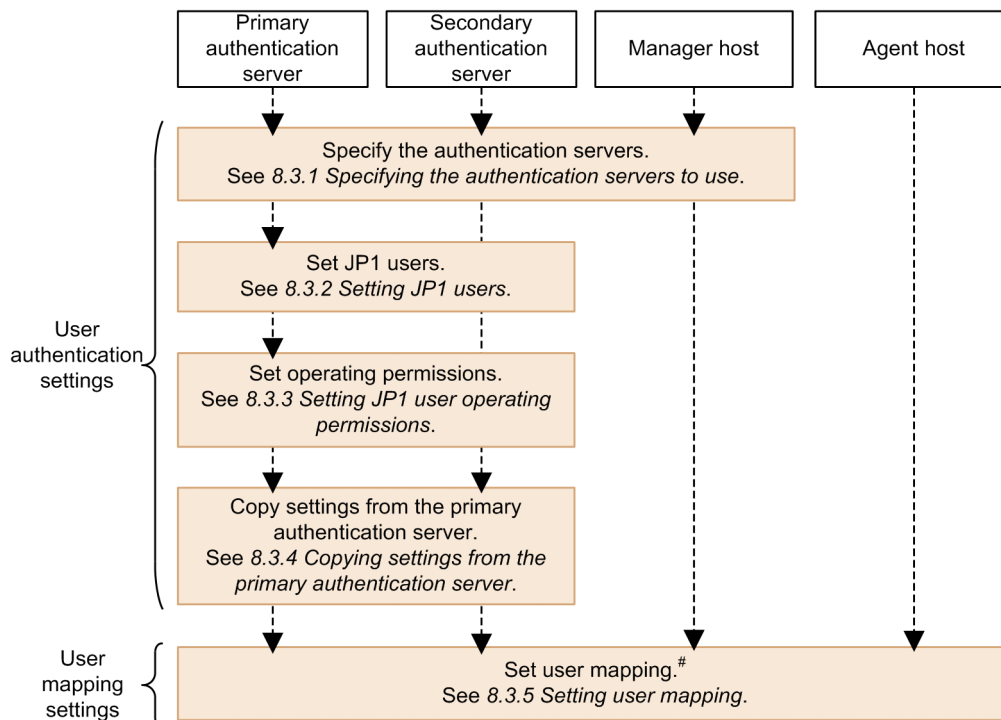 Primary
authentication
server
Secondary
authentication
server
Manager host
Agent host
Specify the authentication servers.
See 8.3.1 Specifying the authentication servers to use.
Set JP1 users.
See 8.3.2 Setting JP1 users.
User
authentication
settings
Set operating permissions.
See 8.3.3 Setting JP1 user operating
permissions.
Copy settings from the primary
authentication server.
See 8.3.4 Copying settings from the
primary authentication server.
User
mapping
settings
Set user mapping.#
See 8.3.5 Setting user mapping.